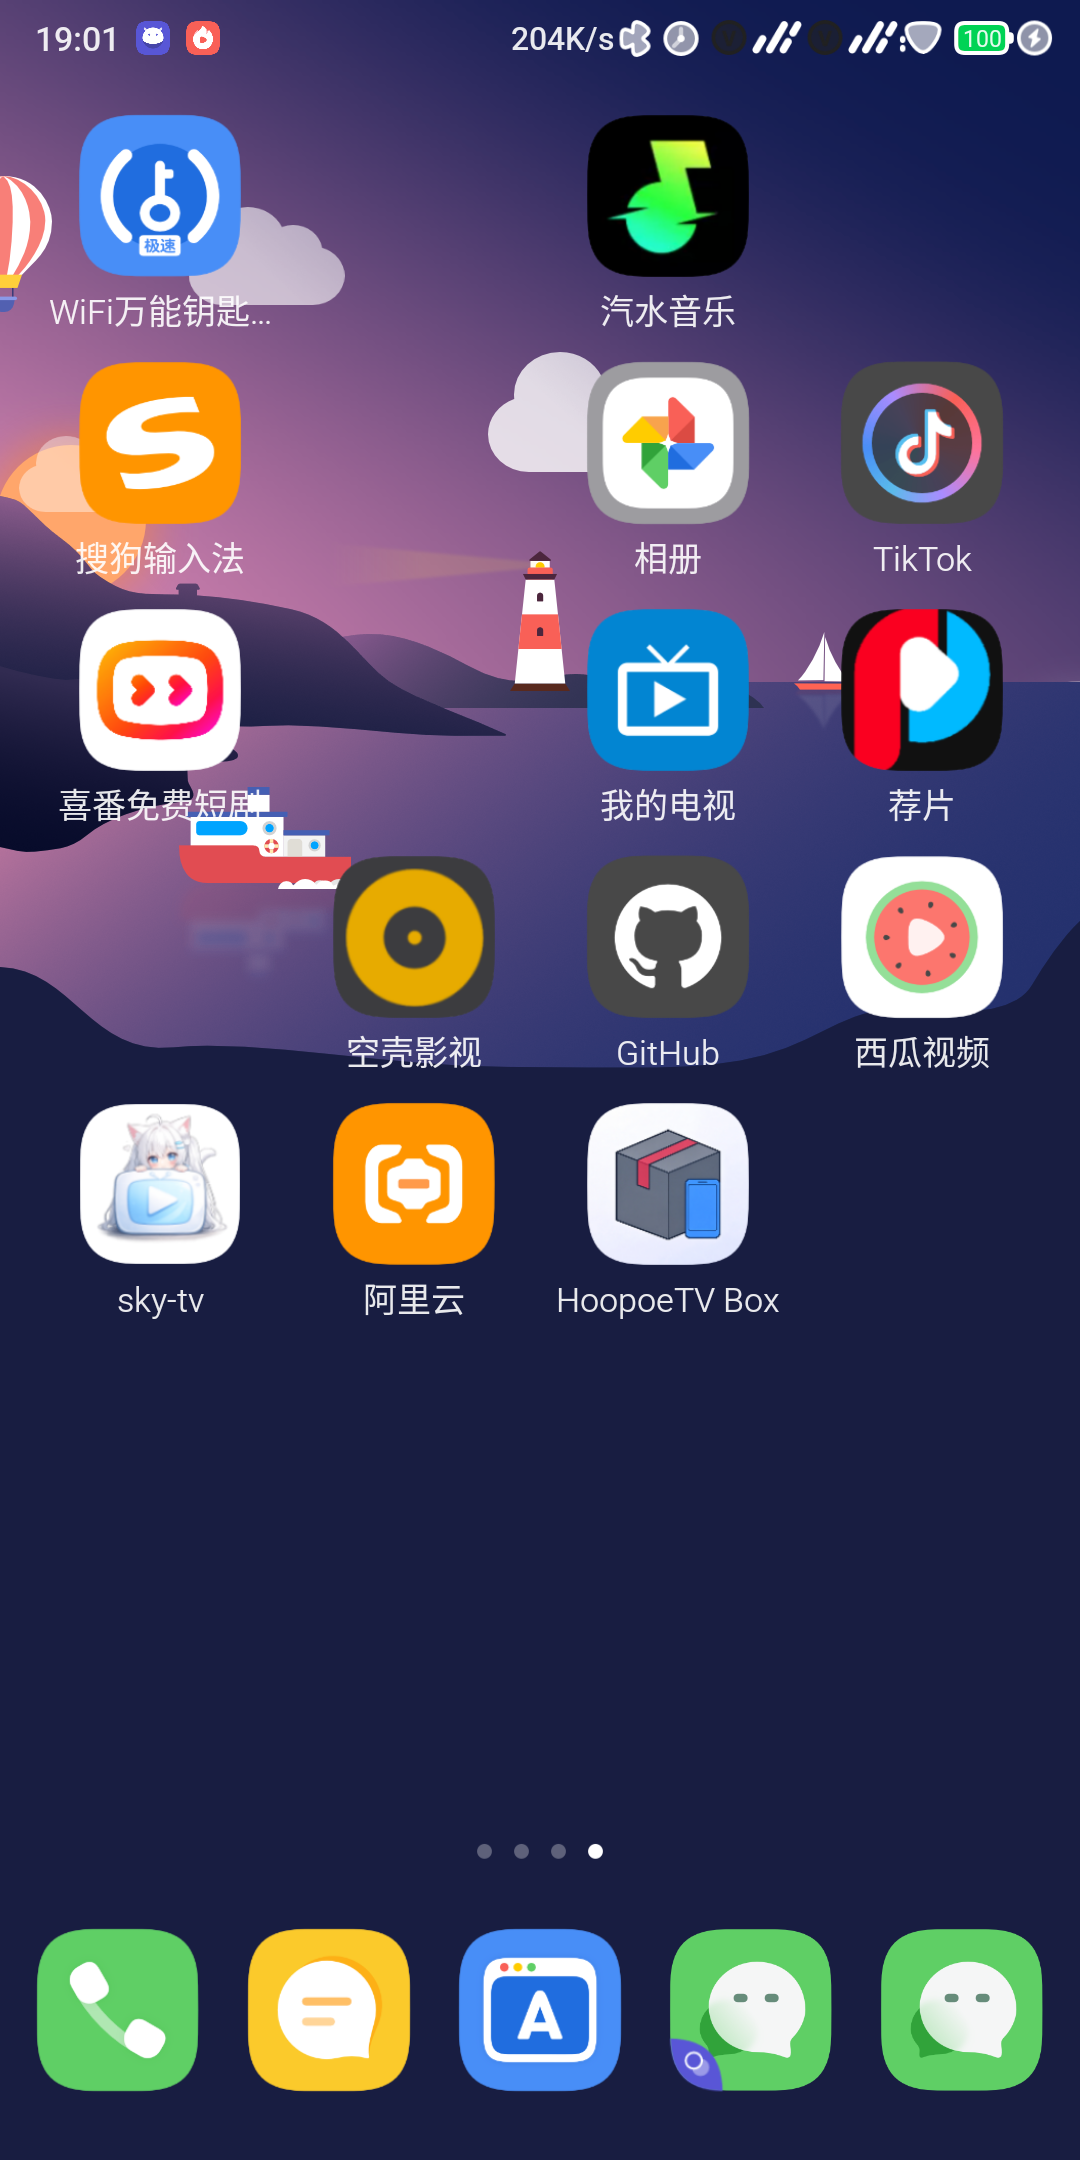 19:01
204K/s
100
极速
WiFi万能钥匙...
汽水音乐
搜狗输入法
相册
TikTok
喜番免费短剧
我的电视
荐片
空壳影视
GitHub
西瓜视频
sky-tv
阿里云
HoopoeTV Box
A